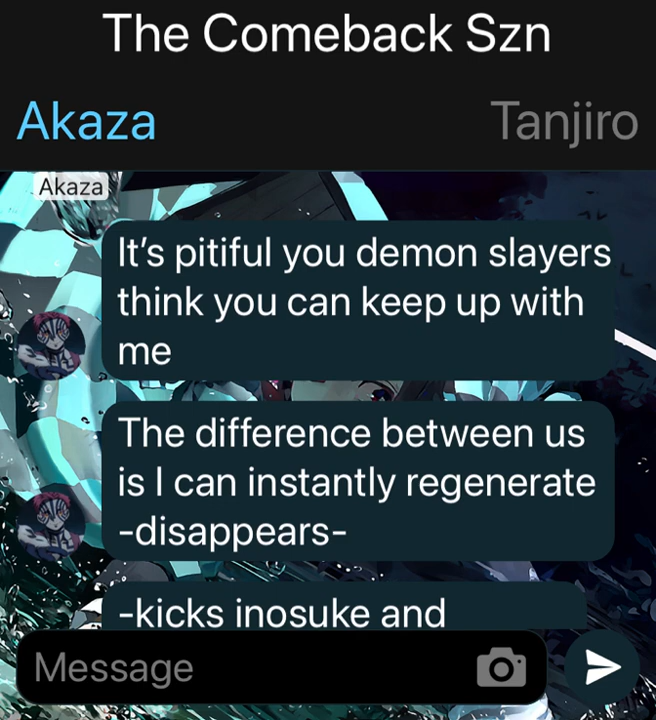 The Comeback Szn
Akaza Tanjiro
Akaza
It's pitiful you demon slayers
think you can keep up with
me
The difference between us
is I can instantly regenerate
-disappears-
-kicks inosuke and
Message